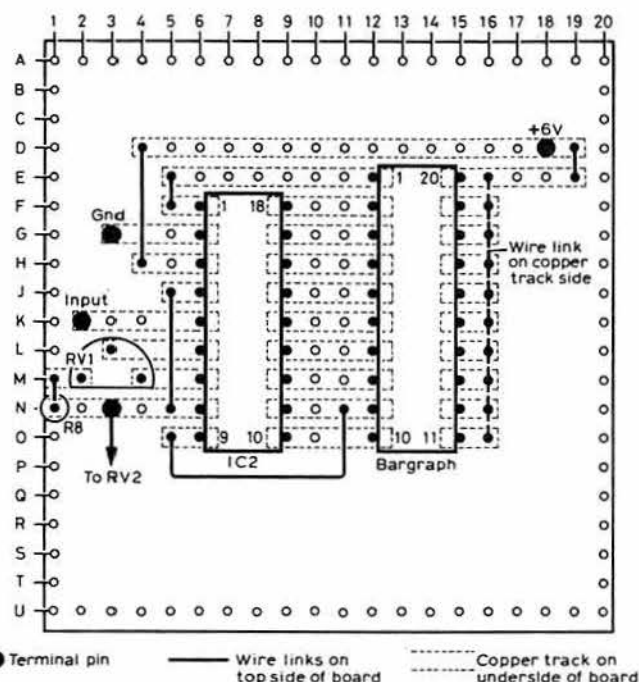 1 2 3 4 5 6 7 8 9 10 11 12 13 14 15 16 17 18 19 20
A
B
C
+6V
D
E 1 20
F 1 18
Gnd
G
Wire link
on copper
track side
H
J
Input
K
L
RV1
M
N
R8
O 9 10 10 11
IC2 Bargraph
P
To RV2
Q
R
S
T
U
Terminal pin
Wire links on
top side of board
Copper track on
underside of board